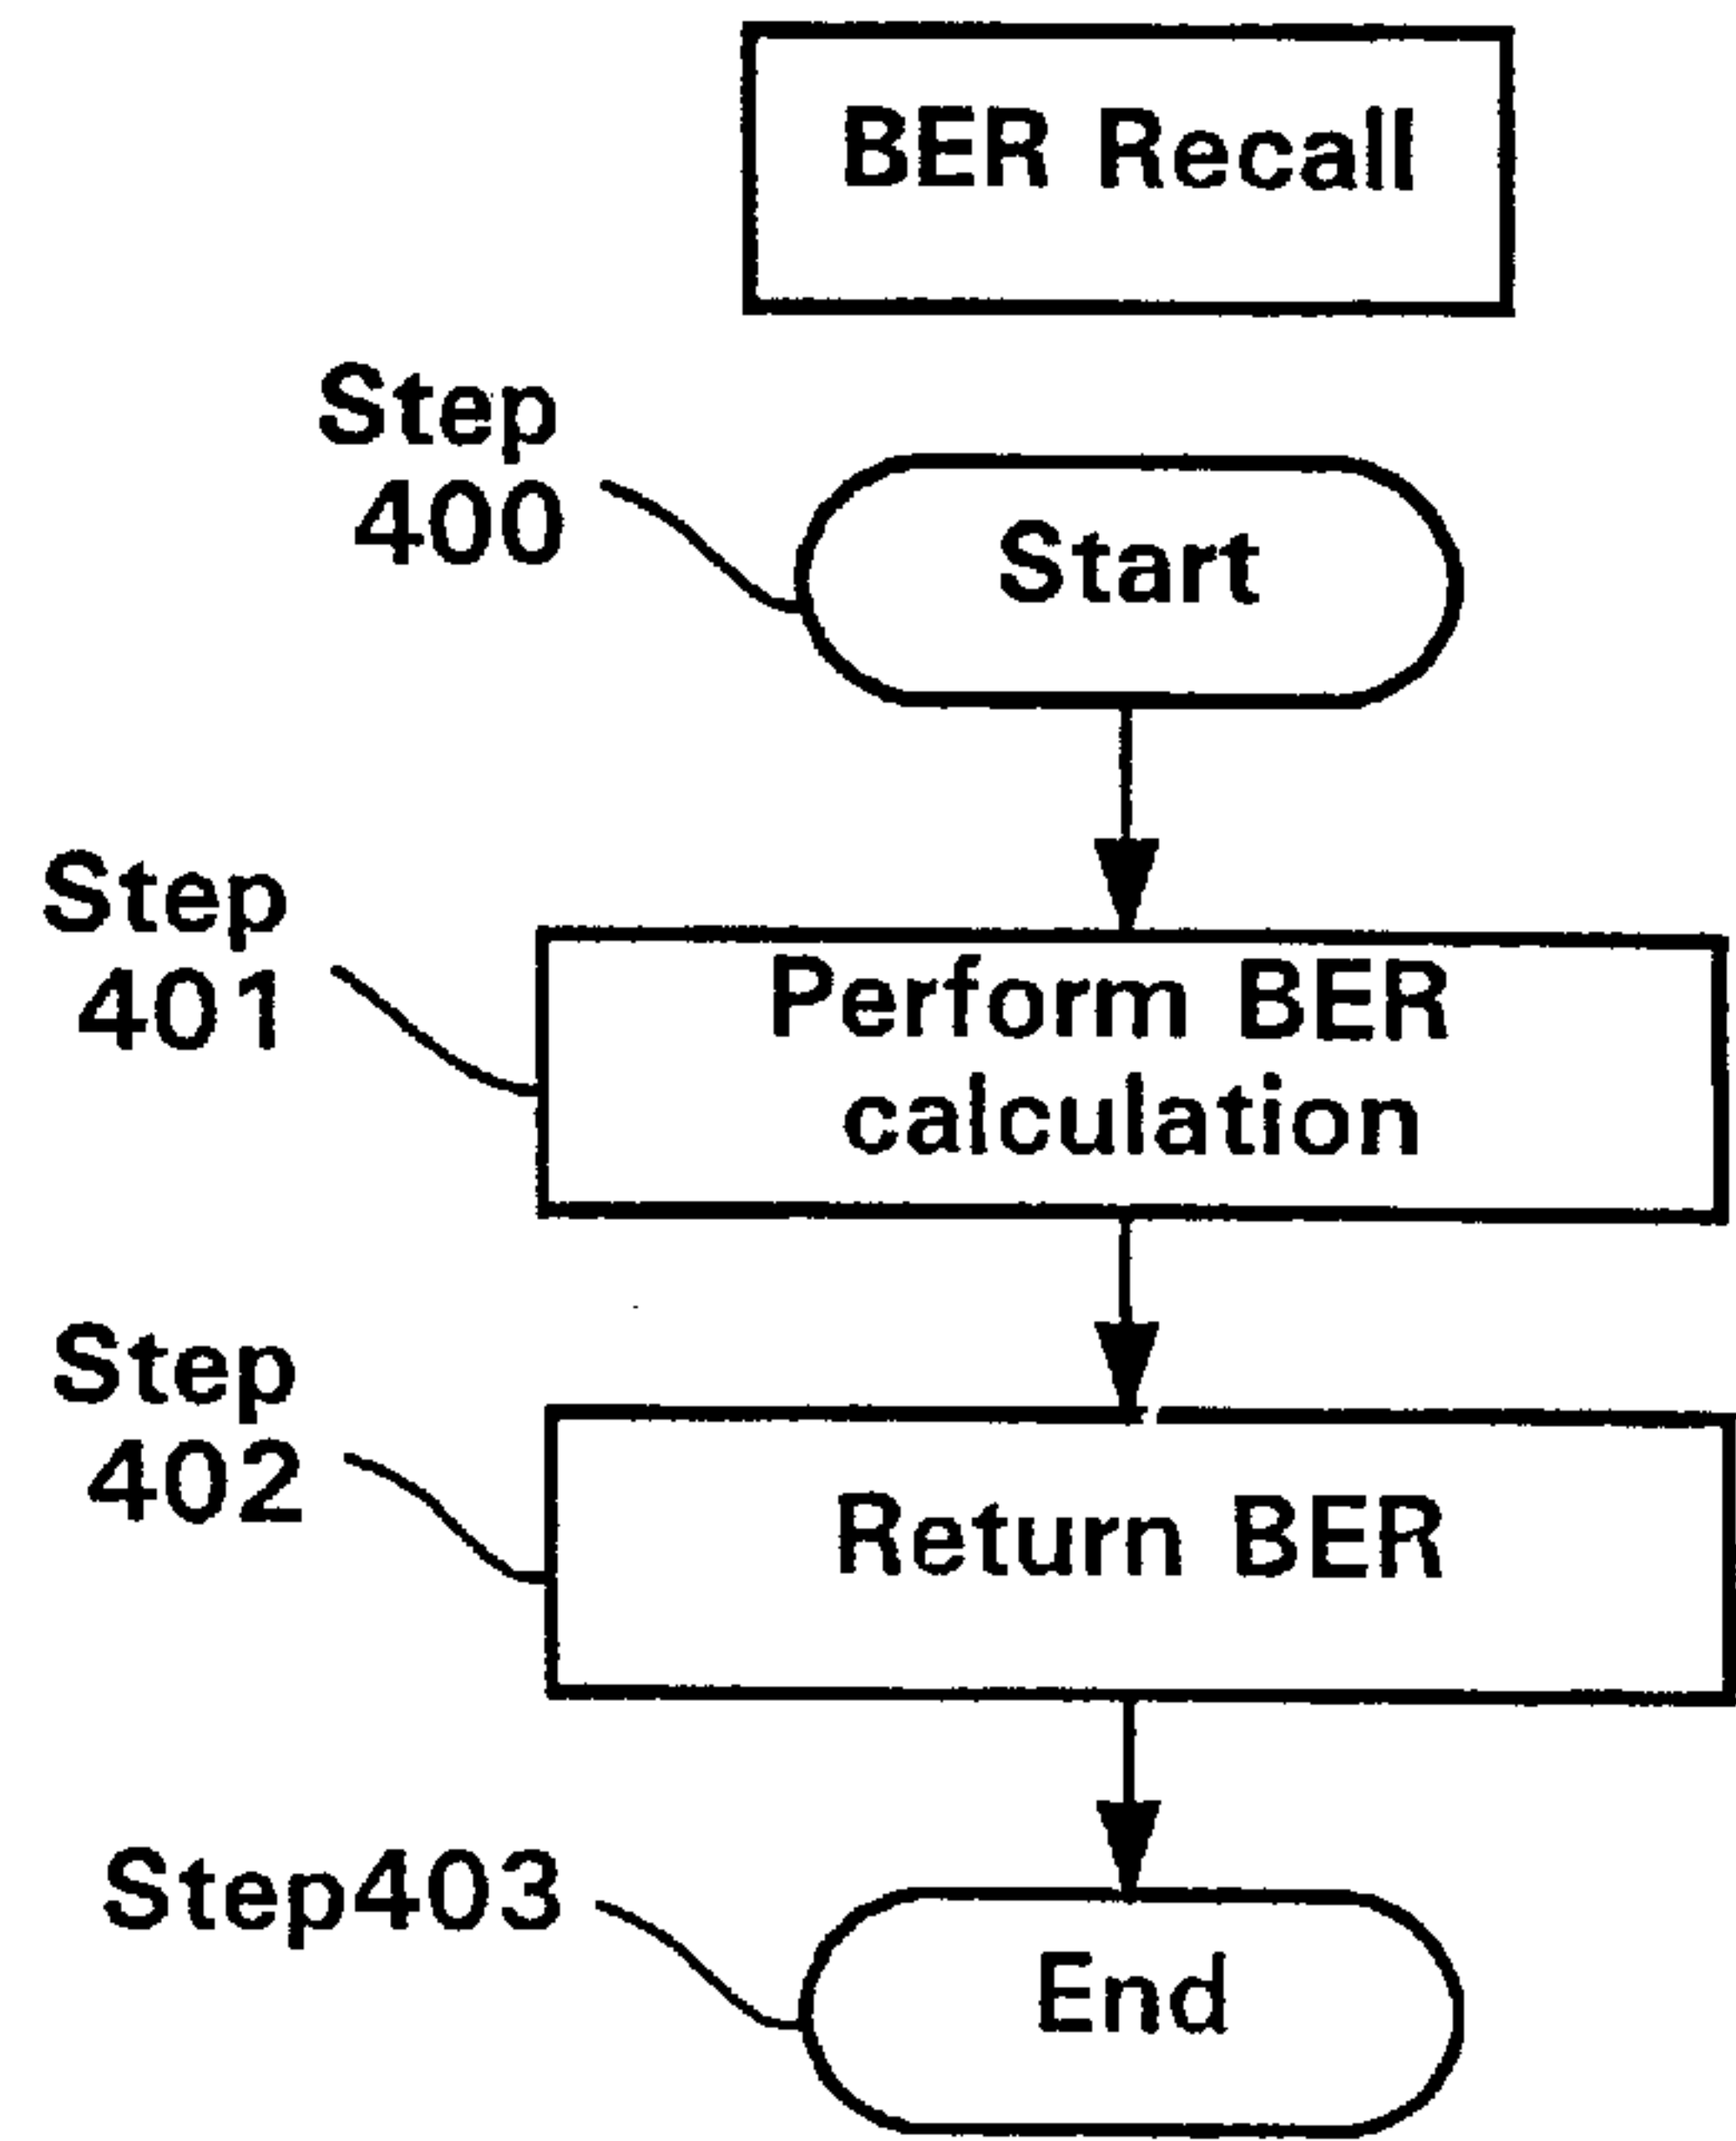 BER Recall
Step
400
Start
Step
401
Perform BER
calculation
Step
402
Return BER
Step403
End